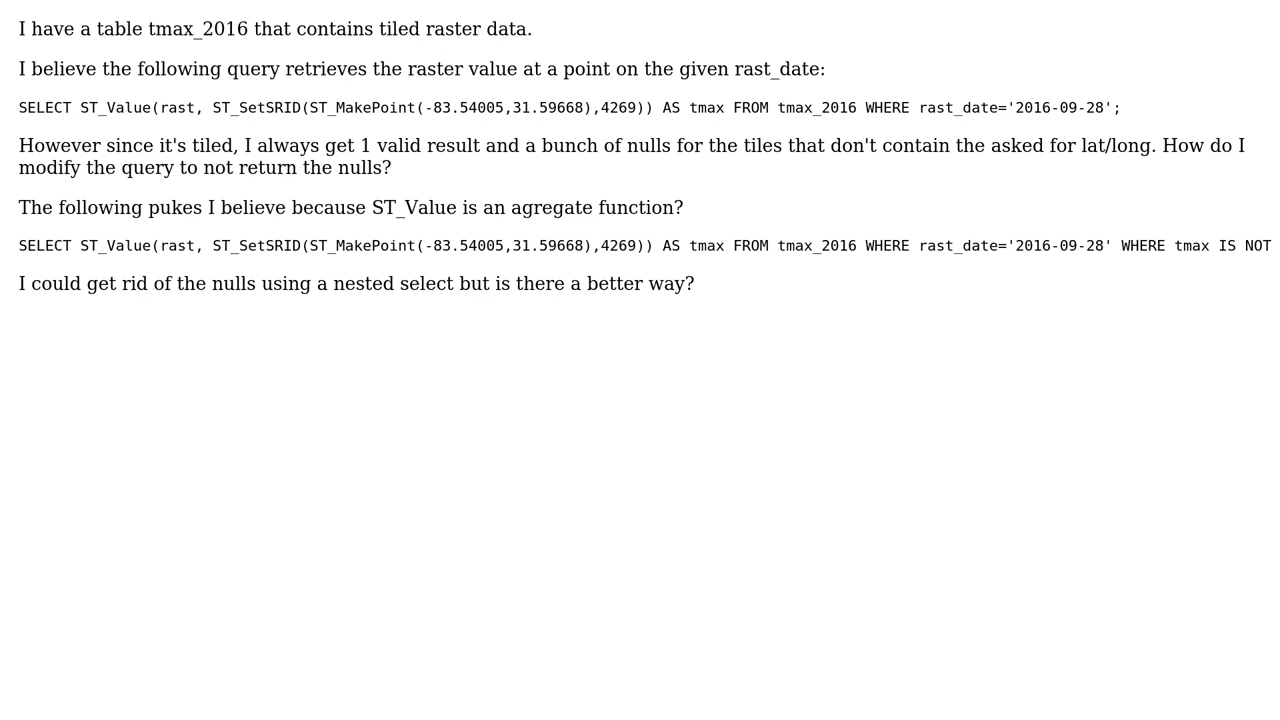 I have a table tmax_2016 that contains tiled raster data.
I believe the following query retrieves the raster value at a point on the given rast_date:
SELECT ST_Value(rast, ST_SetSRID(ST_MakePoint(-83.54005,31.59668),4269)) AS tmax FROM tmax_2016 WHERE rast_date='2016-09-28';
However since it's tiled, I always get 1 valid result and a bunch of nulls for the tiles that don't contain the asked for lat/long. How do I
modify the query to not return the nulls?
The following pukes I believe because ST_Value is an agregate function?
SELECT ST_Value(rast, ST_SetSRID(ST_MakePoint(-83.54005,31.59668),4269)) AS tmax FROM tmax_2016 WHERE rast_date='2016-09-28' WHERE tmax IS NOT
I could get rid of the nulls using a nested select but is there a better way?